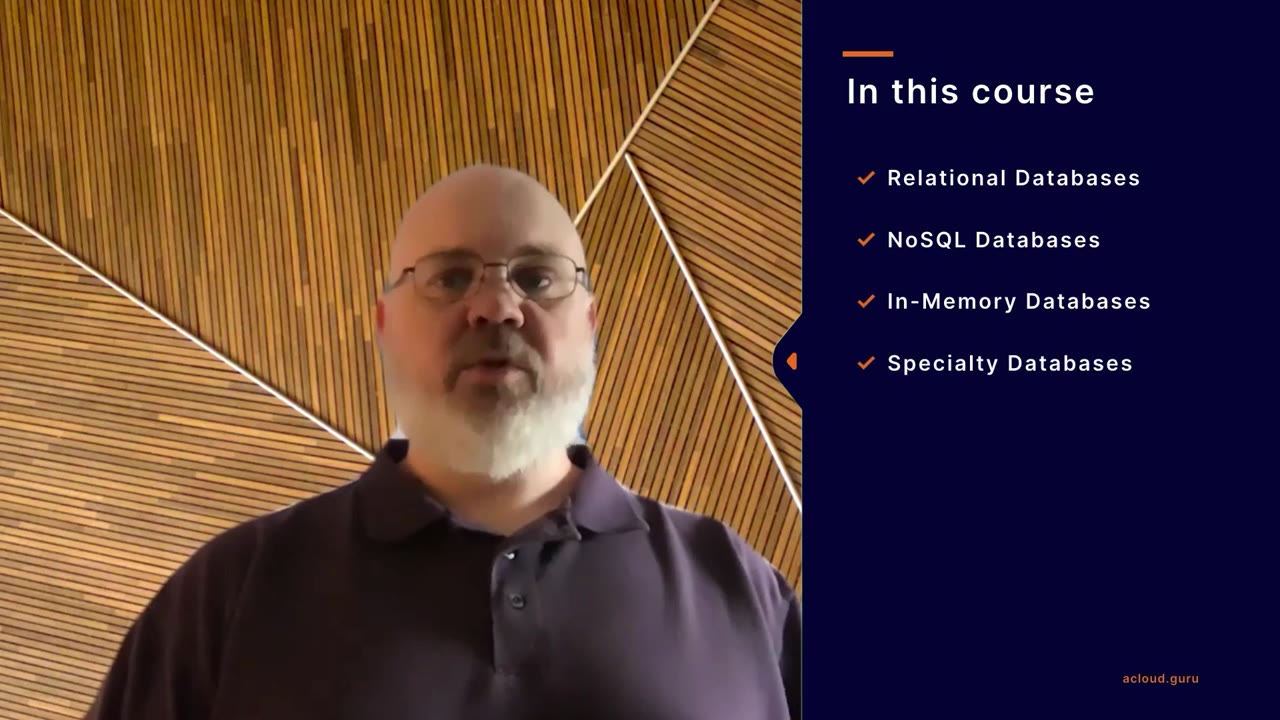 In this course
Relational Databases
NoSQL Databases
In-Memory Databases
Specialty Databases
acloud.guru